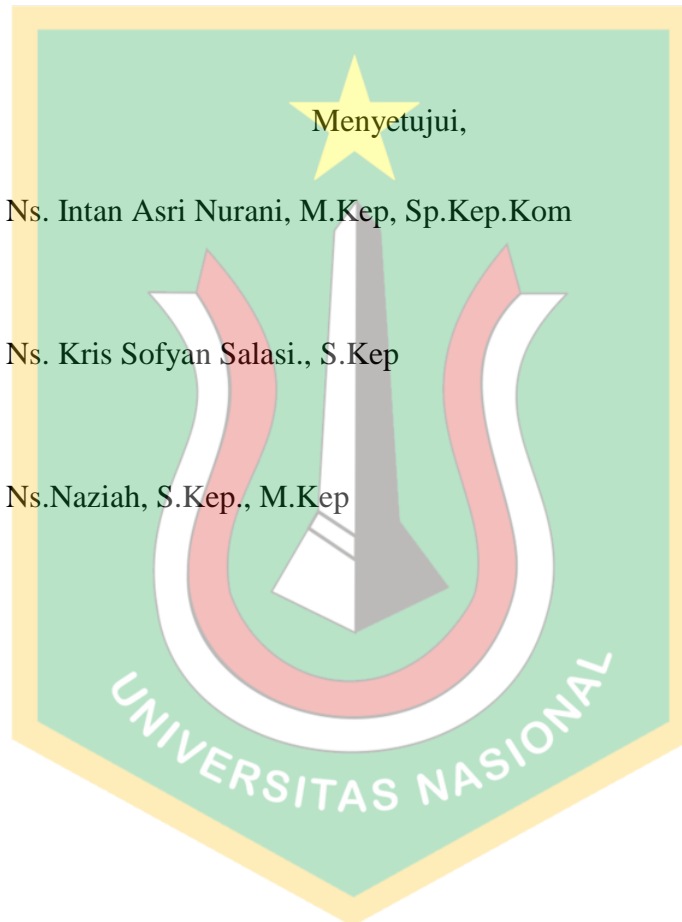 Menyetujui,
Ns. Intan Asri Nurani, M.Kep, Sp.Kep.Kom
Ns. Kris Sofyan Salasi., S.Kep
Ns.Naziah, S.Kep., M.Kep
UNIVERSITAS NASIONAL